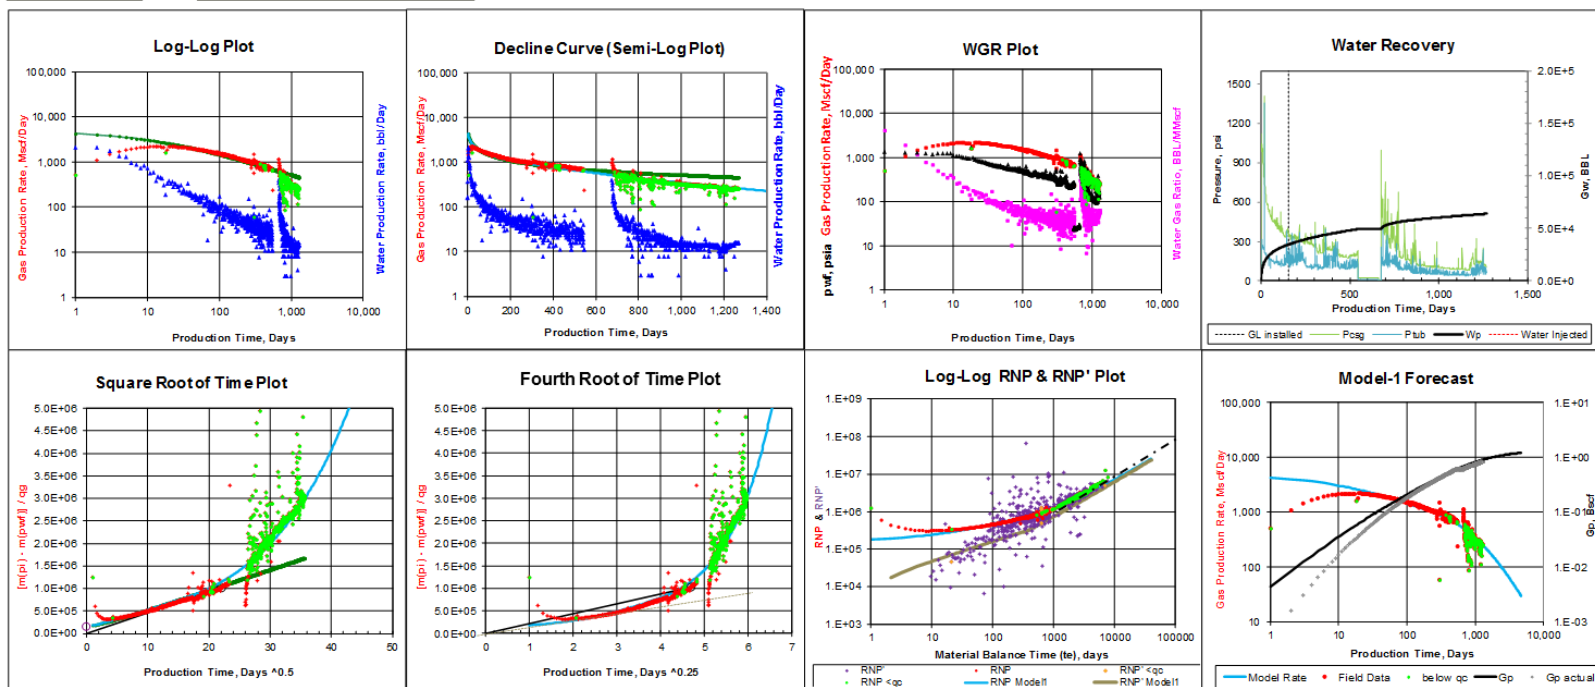 Log-Log Plot
100,000
10,000
1,000
100
10
1
1
10
100
1,000
10,000
Gas Production Rate, Mscf/Day
Water Production Rate, bbl/Day
Production Time, Days
Decline Curve (Semi-Log Plot)
100,000
10,000
1,000
100
10
1
0
200
400
600
800
1,000
1,200
1,400
Gas Production Rate, Mscf/Day
Water Production Rate, bbl/Day
Production Time, Days
WGR Plot
100,000
10,000
1,000
100
10
1
1
10
100
1,000
10,000
pwf, psia
Gas Production Rate, Mscf/Day
Water Gas Ratio, BBL/MMscf
Production Time, Days
Water Recovery
1500
1200
900
600
300
0
0
500
1,000
1,500
2.0E+5
1.5E+5
1.0E+5
5.0E+4
0.0E+0
Pressure, psi
Gw, BBL
Production Time, Days
GL installed
Pcsg
Ptub
Wp
Water Injected
Square Root of Time Plot
5.0E+06
4.5E+06
4.0E+06
3.5E+06
3.0E+06
2.5E+06
2.0E+06
1.5E+06
1.0E+06
5.0E+05
0.0E+00
0
10
20
30
40
50
[m(pi) - m(pwf)] / qg
Production Time, Days ^0.5
Fourth Root of Time Plot
5.0E+06
4.5E+06
4.0E+06
3.5E+06
3.0E+06
2.5E+06
2.0E+06
1.5E+06
1.0E+06
5.0E+05
0.0E+00
0
1
2
3
4
5
6
7
[m(pi) - m(pwf)] / qg
Production Time, Days ^0.25
Log-Log RNP & RNP' Plot
1.E+09
1.E+08
1.E+07
1.E+06
1.E+05
1.E+04
1.E+03
1
10
100
1000
10000
100000
RNP & RNP'
Material Balance Time (te), days
RNP'
RNP
RNP' <qc
RNP <qc
RNP Model1
RNP' Model1
Model-1 Forecast
100,000
10,000
1,000
100
10
1
10
100
1,000
10,000
1.E+01
1.E+00
1.E-01
1.E-02
1.E-03
Gas Production Rate, Mscf/Day
Gp, Bscf
Production Time, Days
Model Rate
Field Data
below qc
Gp
Gp actual